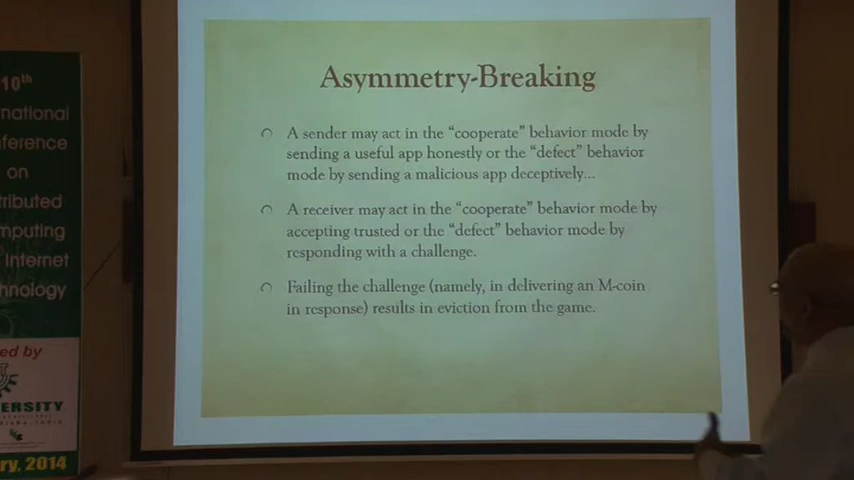 10th
national
ference
on
tributed
mputing
Internet
hnology
ed by
ERSITY
ry, 2014
Asymmetry-Breaking
A sender may act in the “cooperate” behavior mode by
sending a useful app honestly or the “defect” behavior
mode by sending a malicious app deceptively...
A receiver may act in the “cooperate” behavior mode by
accepting trusted or the “defect” behavior mode by
responding with a challenge.
Failing the challenge (namely, in delivering an M-coin
in response) results in eviction from the game.